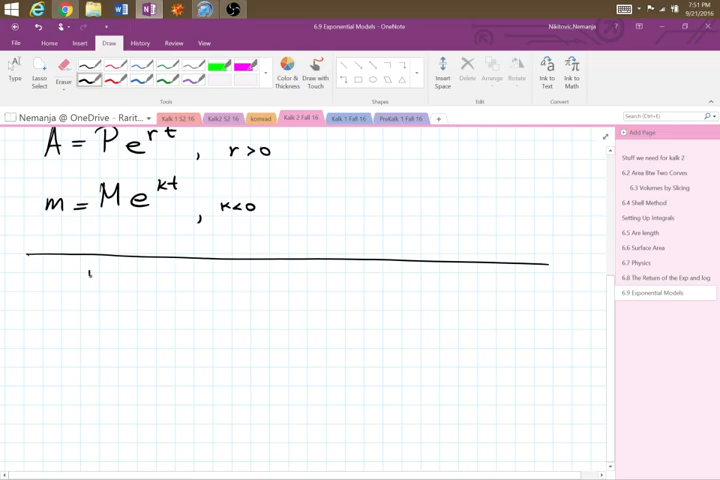 7:51 PM
9/21/2016
6.9 Exponential Models - OneNote
Nikitovic,Nemanja
File
Home
Insert
Draw
History
Review
View
Type
Lasso Select
Eraser
Color & Thickness
Draw with Touch
Insert Space
Delete
Arrange
Rotate
Ink to Text
Ink to Math
Tools
Shapes
Edit
Convert
Nemanja @ OneDrive - Rarit...
Kalk 1 S2 16
Kalk2 S2 16
komrad
Kalk 2 Fall 16
Kalk 1 Fall 16
PreKalk 1 Fall 16
Search (Ctrl+E)
Add Page
Stuff we need for kalk 2
6.2 Area Btw Two Curves
6.3 Volumes by Slicing
6.4 Shell Method
Setting Up Integrals
6.5 Arc length
6.6 Surface Area
6.7 Physics
6.8 The Return of the Exp and log
6.9 Exponential Models
A = Pe^{rt}, r > 0
m = Me^{kt}, k < 0